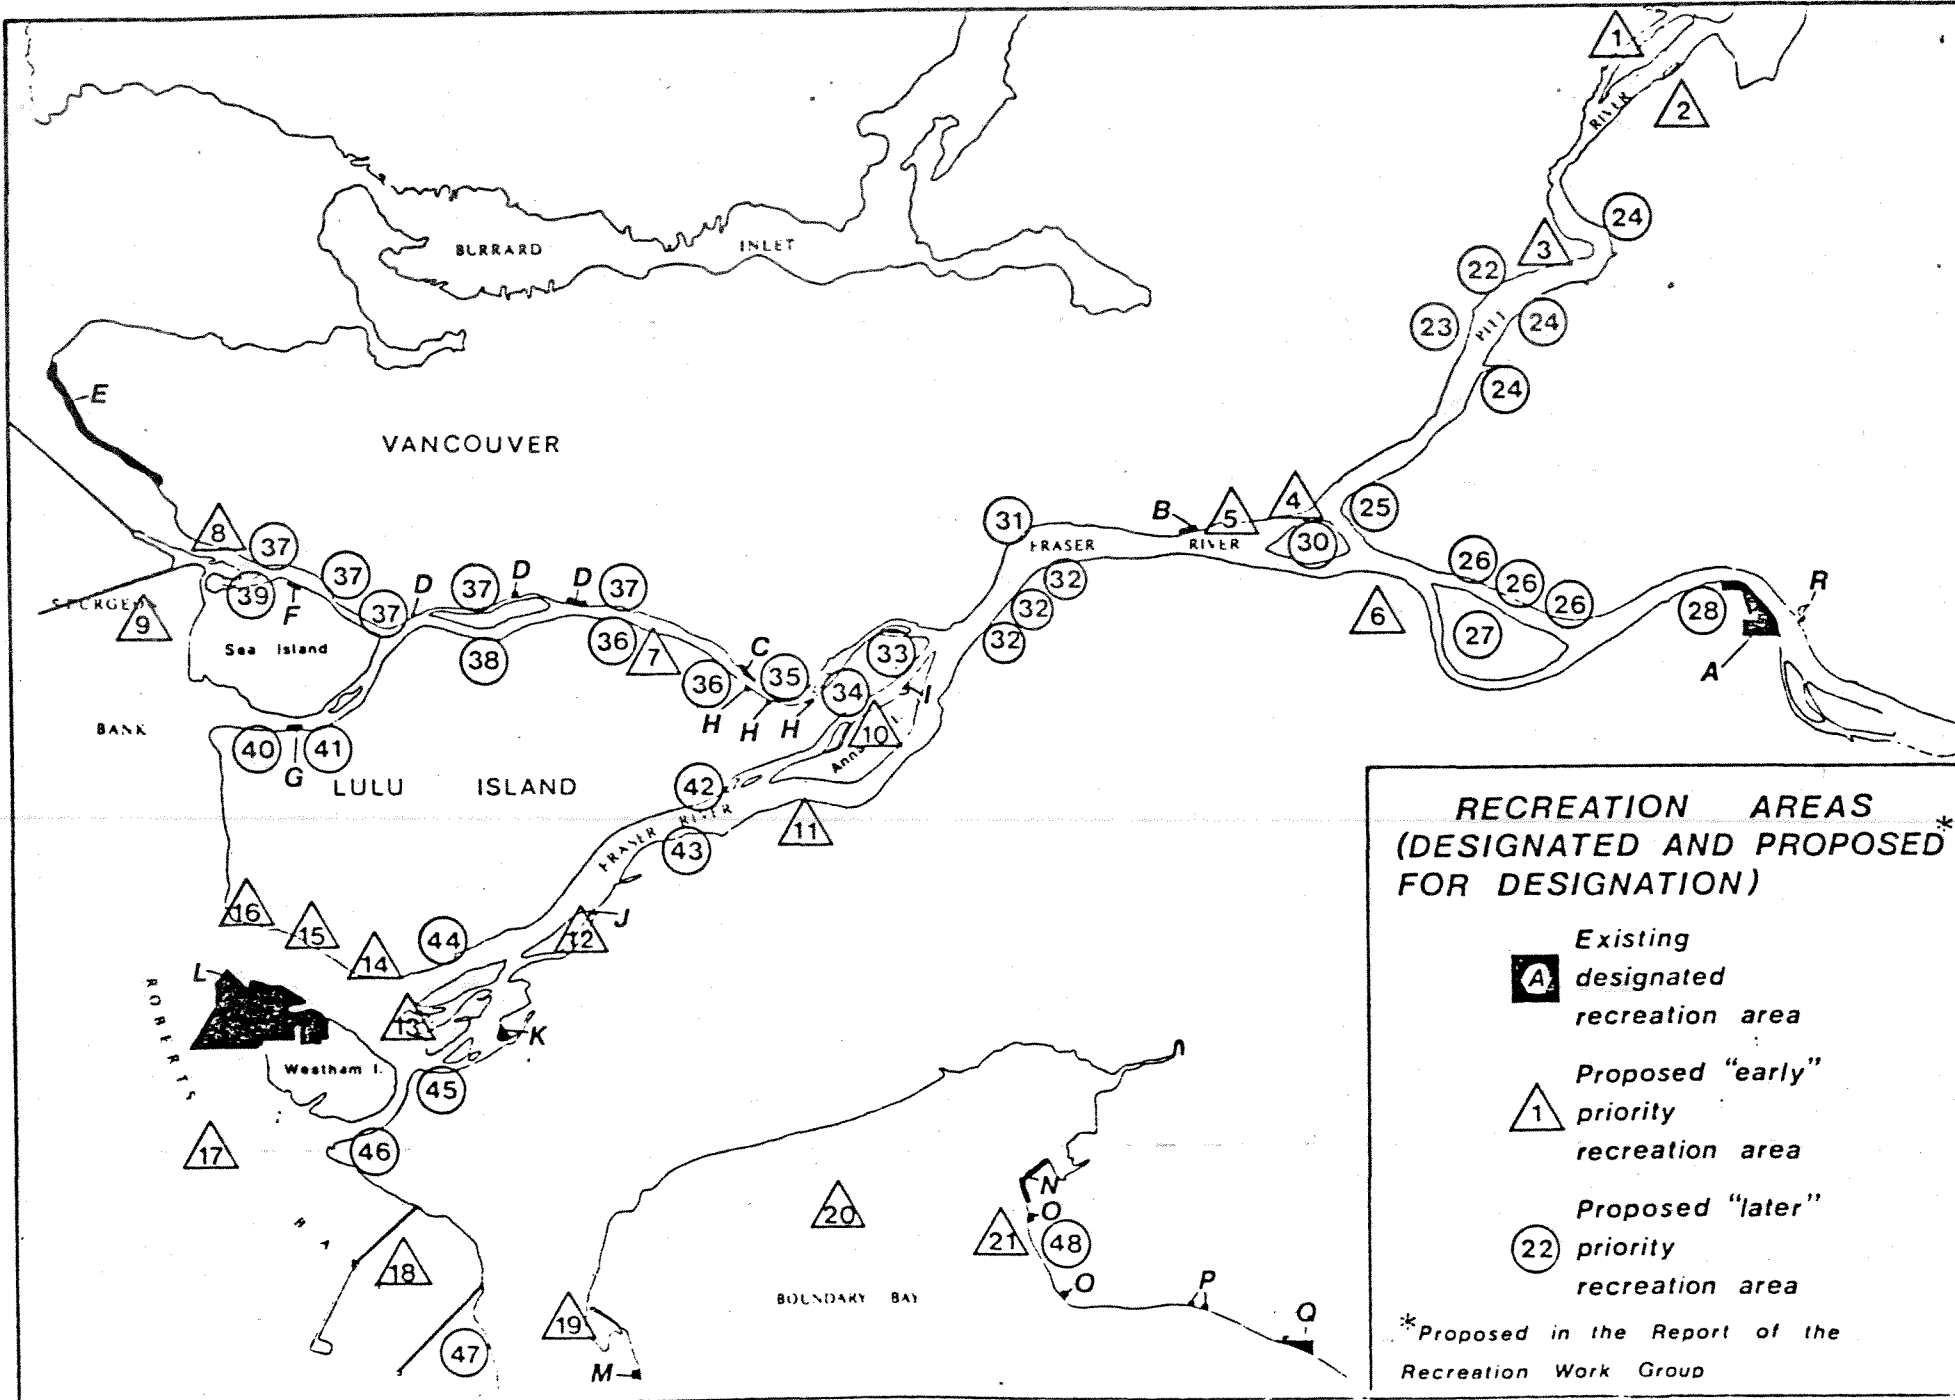 1
2
RIVER
24
3
BURRARD INLET
22
23
PITT
24
24
E
VANCOUVER
8
37
31
B
5
4
25
FRASER RIVER
30
37
D
37
D
D
37
26
26
26
39
F
37
32
32
32
6
28
R
9
Sea Island
38
36
7
C
33
27
A
36
35
34
I
H
H
H
10
BANK
40
G
41
LULU ISLAND
42
FRASER RIVER
43
11
16
15
14
44
12
J
L
ROBERTS
13
K
Westham I.
45
17
46
18
47
20
N
O
21
48
O
P
Q
BOUNDARY BAY
19
M
RECREATION AREAS
(DESIGNATED AND PROPOSED*
FOR DESIGNATION)
A
Existing
designated
recreation area
1
Proposed "early"
priority
recreation area
22
Proposed "later"
priority
recreation area
*Proposed in the Report of the
Recreation Work Group